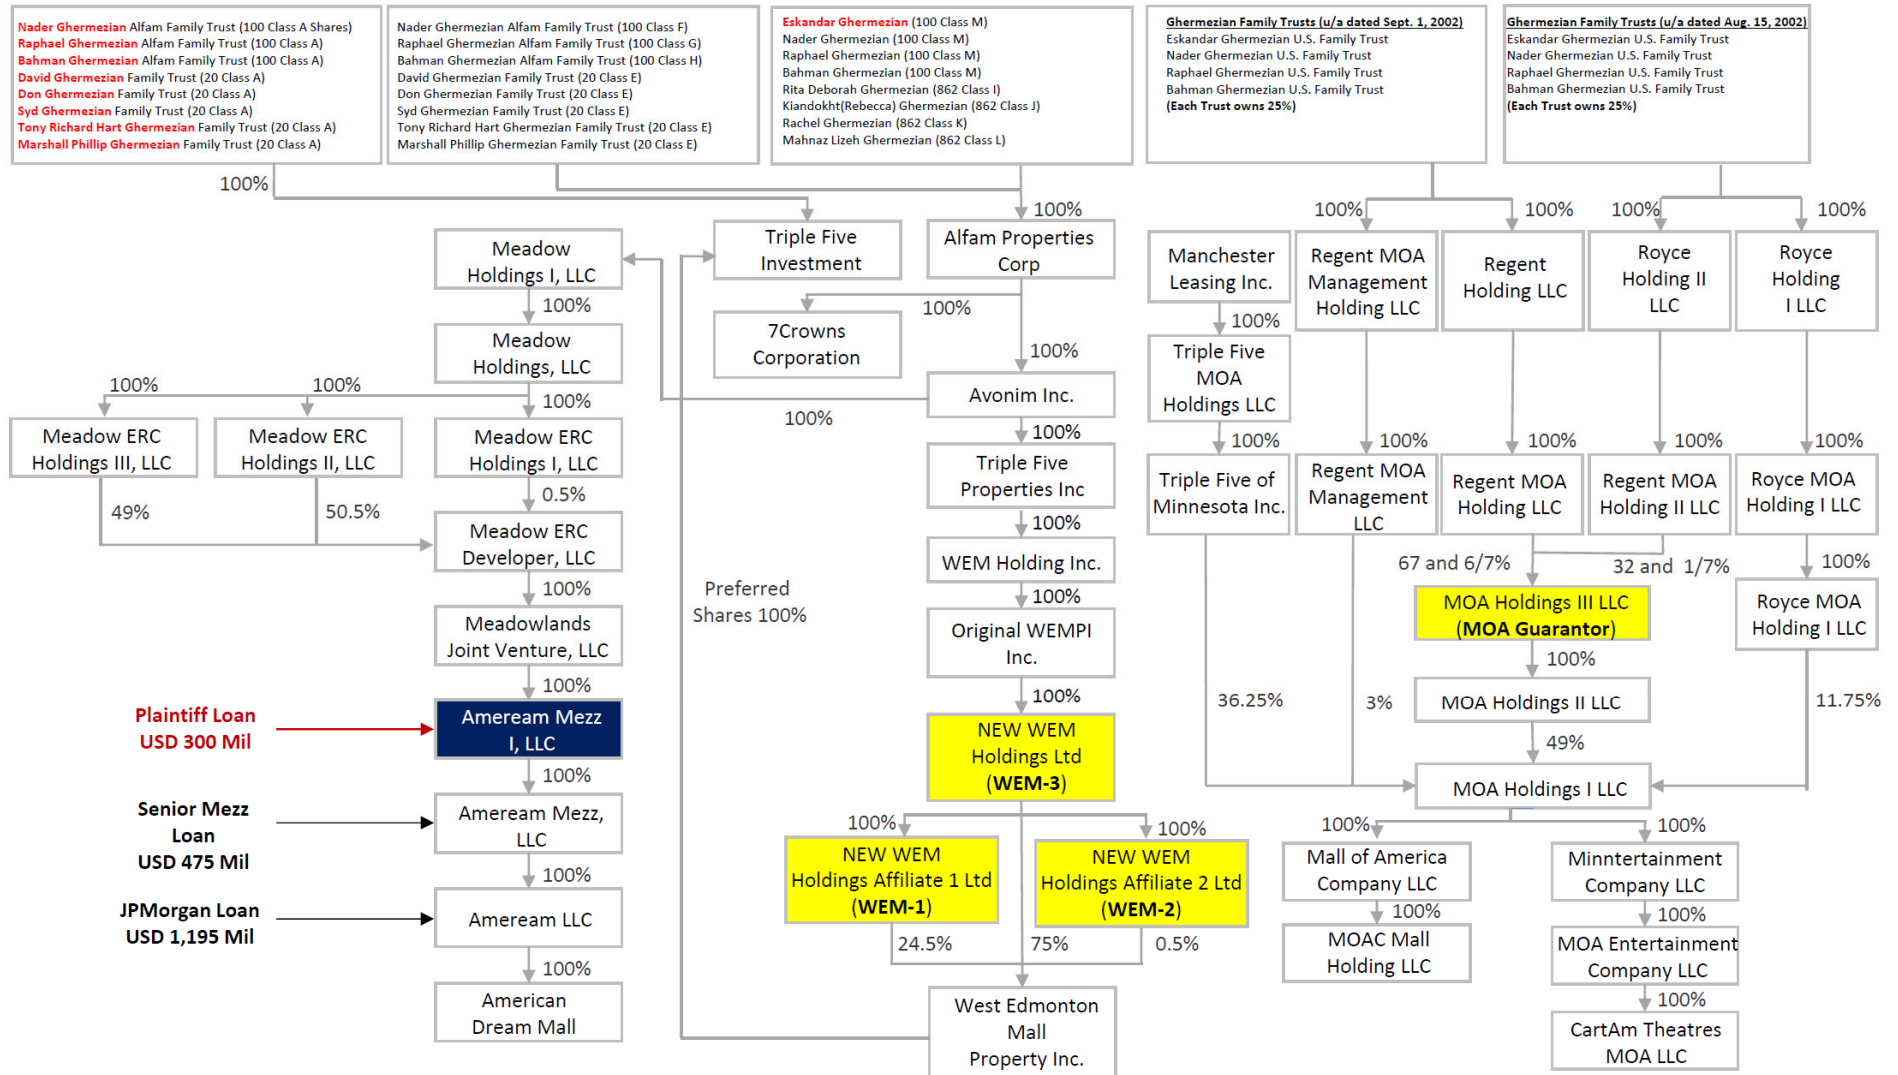 Nader Ghermezian Alfam Family Trust (100 Class A Shares)
Raphael Ghermezian Alfam Family Trust (100 Class A)
Bahman Ghermezian Alfam Family Trust (100 Class A)
David Ghermezian Family Trust (20 Class A)
Don Ghermezian Family Trust (20 Class A)
Syd Ghermezian Family Trust (20 Class A)
Tony Richard Hart Ghermezian Family Trust (20 Class A)
Marshall Phillip Ghermezian Family Trust (20 Class A)
Nader Ghermezian Alfam Family Trust (100 Class F)
Raphael Ghermezian Alfam Family Trust (100 Class G)
Bahman Ghermezian Alfam Family Trust (100 Class H)
David Ghermezian Family Trust (20 Class E)
Don Ghermezian Family Trust (20 Class E)
Syd Ghermezian Family Trust (20 Class E)
Tony Richard Hart Ghermezian Family Trust (20 Class E)
Marshall Phillip Ghermezian Family Trust (20 Class E)
Eskandar Ghermezian (100 Class M)
Nader Ghermezian (100 Class M)
Raphael Ghermezian (100 Class M)
Bahman Ghermezian (100 Class M)
Rita Deborah Ghermezian (862 Class I)
Kiandokht(Rebecca) Ghermezian (862 Class J)
Rachel Ghermezian (862 Class K)
Mahnaz Lizeh Ghermezian (862 Class L)
Ghermezian Family Trusts (u/a dated Sept. 1, 2002)
Eskandar Ghermezian U.S. Family Trust
Nader Ghermezian U.S. Family Trust
Raphael Ghermezian U.S. Family Trust
Bahman Ghermezian U.S. Family Trust
(Each Trust owns 25%)
Ghermezian Family Trusts (u/a dated Aug. 15, 2002)
Eskandar Ghermezian U.S. Family Trust
Nader Ghermezian U.S. Family Trust
Raphael Ghermezian U.S. Family Trust
Bahman Ghermezian U.S. Family Trust
(Each Trust owns 25%)
100%
Meadow
Holdings I, LLC
100%
Meadow
Holdings, LLC
100%
100%
100%
Meadow ERC
Holdings III, LLC
Meadow ERC
Holdings II, LLC
Meadow ERC
Holdings I, LLC
49%
50.5%
0.5%
Meadow ERC
Developer, LLC
100%
Meadowlands
Joint Venture, LLC
100%
Plaintiff Loan
USD 300 Mil
Ameream Mezz
I, LLC
100%
Senior Mezz
Loan
USD 475 Mil
Ameream Mezz,
LLC
100%
JPMorgan Loan
USD 1,195 Mil
Ameream LLC
100%
American
Dream Mall
Triple Five
Investment
100%
Alfam Properties
Corp
100%
7Crowns
Corporation
100%
Avonim Inc.
100%
100%
Triple Five
Properties Inc
100%
WEM Holding Inc.
100%
Preferred
Shares 100%
Original WEMPI
Inc.
100%
NEW WEM
Holdings Ltd
(WEM-3)
100%
100%
NEW WEM
Holdings Affiliate 1 Ltd
(WEM-1)
NEW WEM
Holdings Affiliate 2 Ltd
(WEM-2)
24.5%
75%
0.5%
West Edmonton
Mall
Property Inc.
100%
100%
100%
100%
Manchester
Leasing Inc.
Regent MOA
Management
Holding LLC
Regent
Holding LLC
Royce
Holding II
LLC
Royce
Holding
I LLC
100%
Triple Five
MOA
Holdings LLC
100%
100%
100%
100%
100%
Triple Five of
Minnesota Inc.
Regent MOA
Management
LLC
Regent MOA
Holding LLC
Regent MOA
Holding II LLC
Royce MOA
Holding I LLC
67 and 6/7%
32 and 1/7%
100%
MOA Holdings III LLC
(MOA Guarantor)
Royce MOA
Holding I LLC
100%
36.25%
3%
MOA Holdings II LLC
11.75%
49%
MOA Holdings I LLC
100%
100%
Mall of America
Company LLC
Minntertainment
Company LLC
100%
100%
MOAC Mall
Holding LLC
MOA Entertainment
Company LLC
100%
CartAm Theatres
MOA LLC